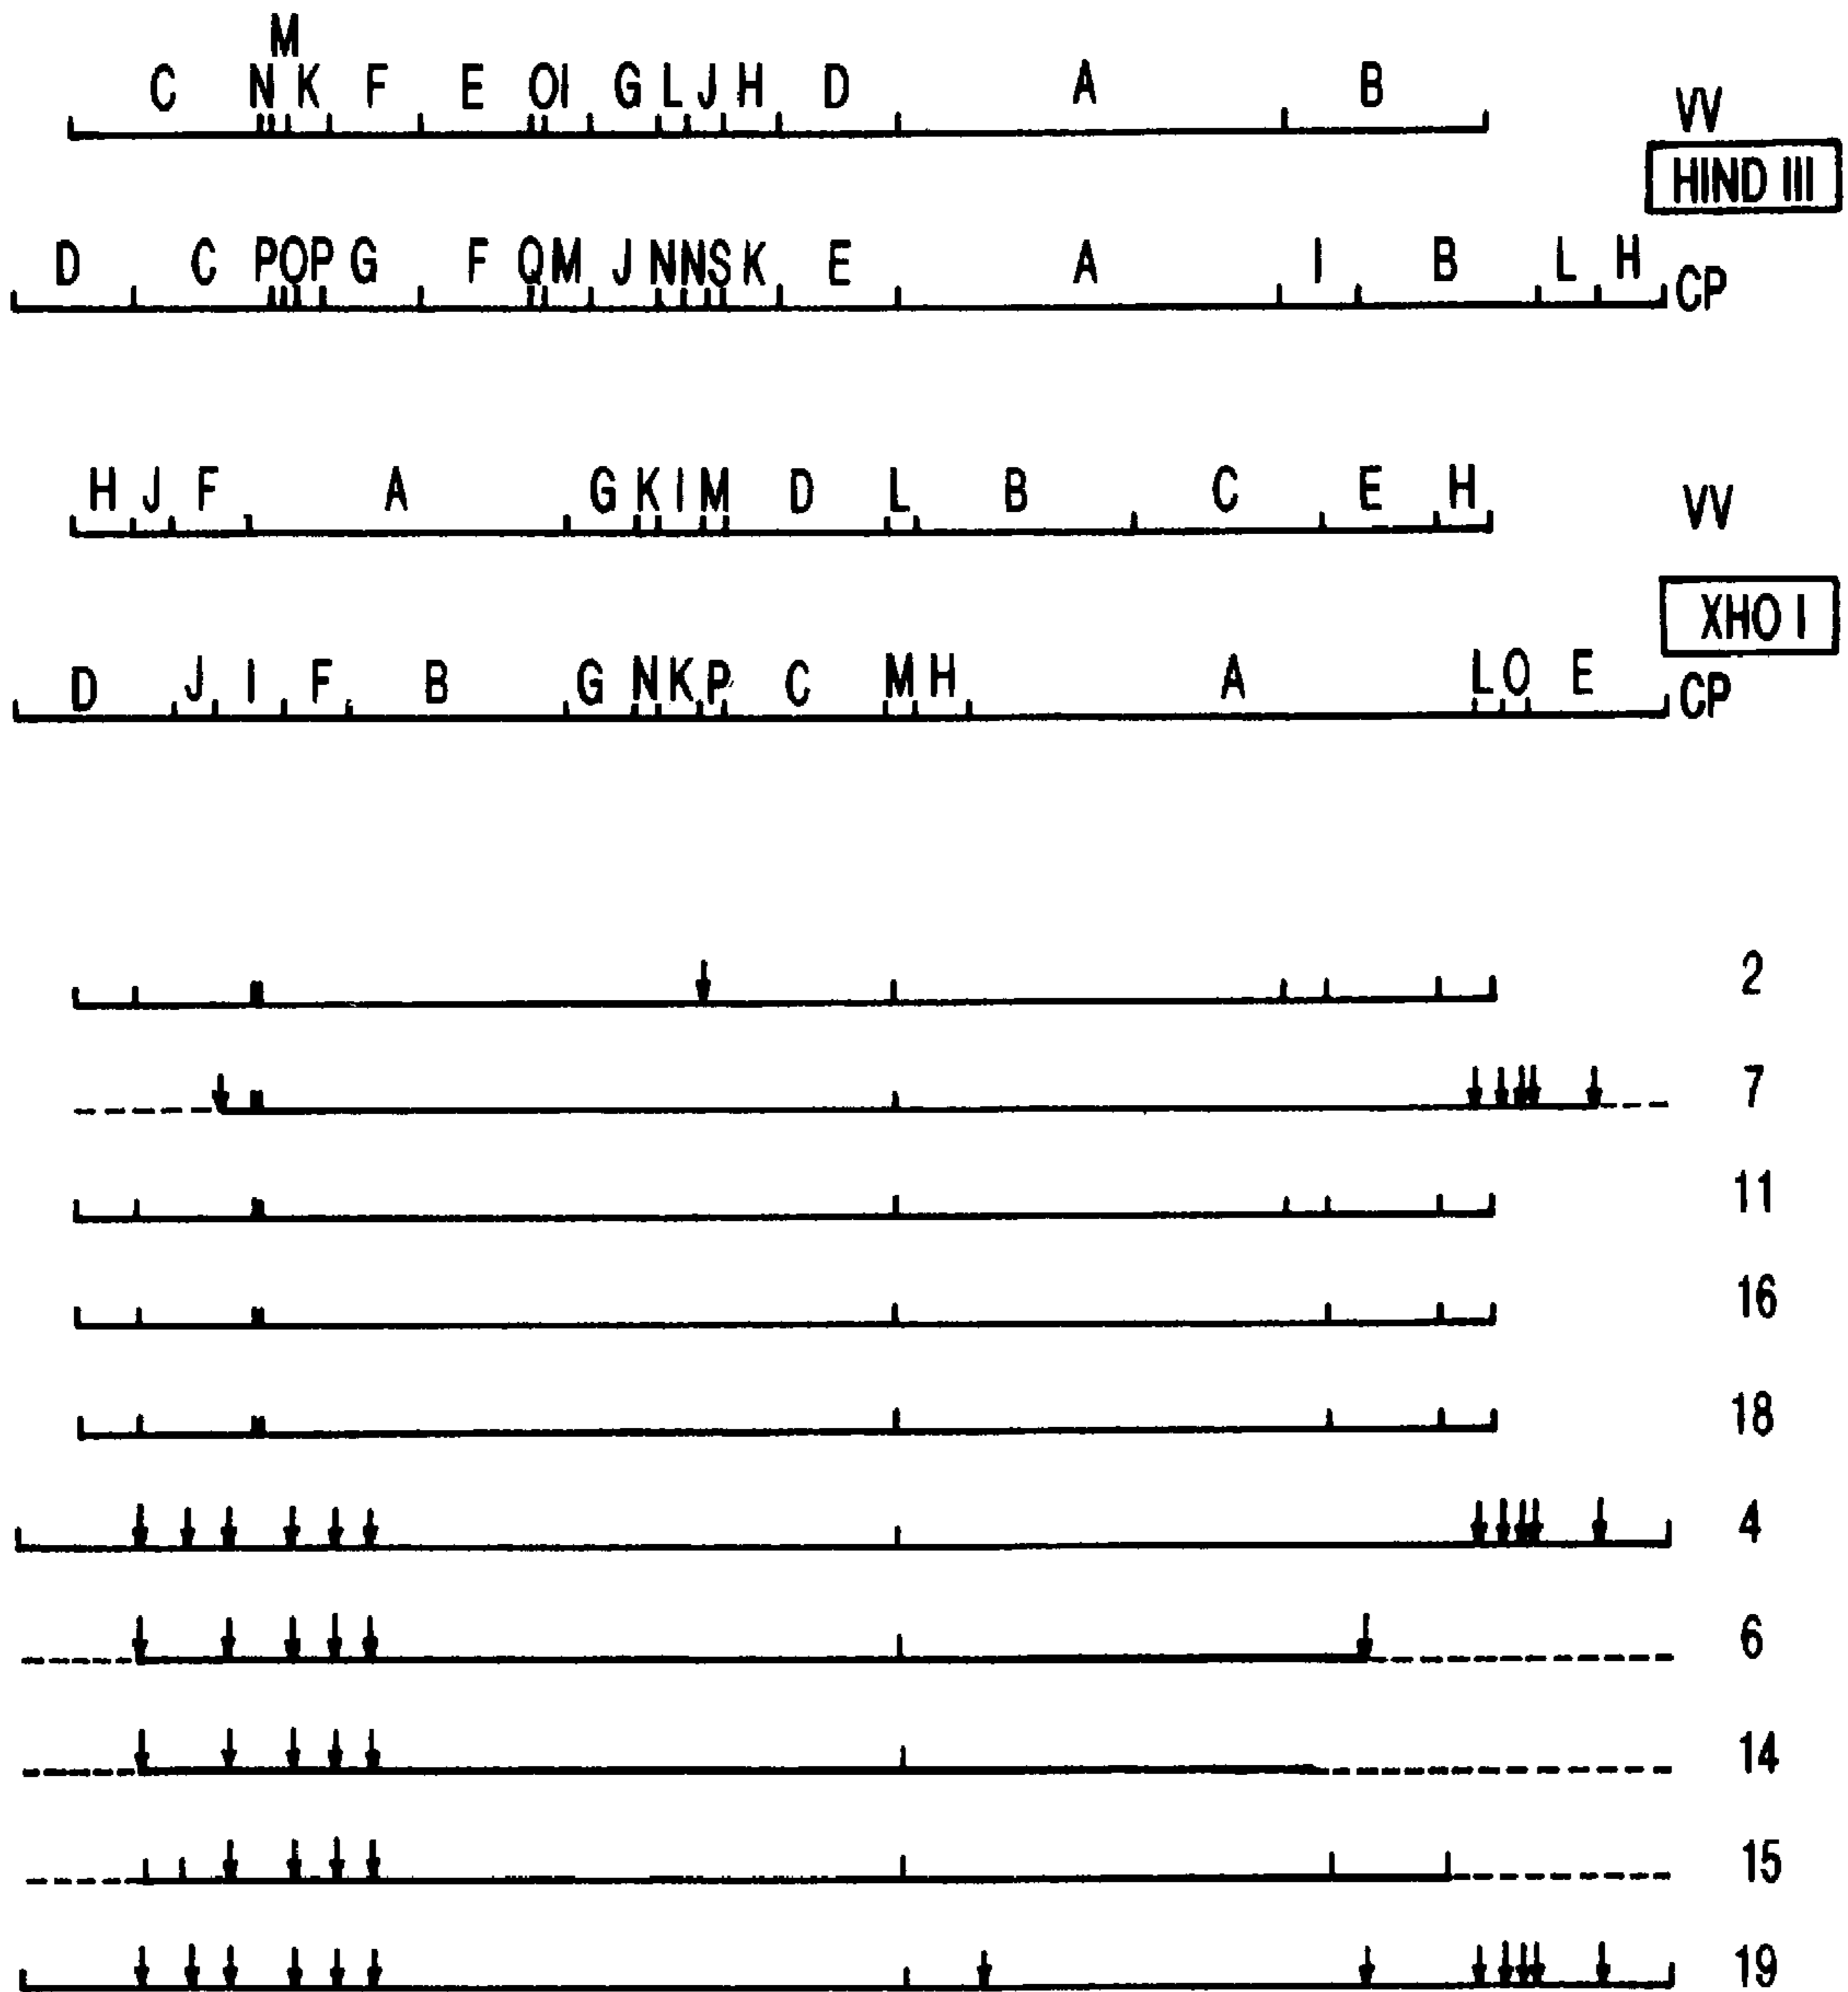 M
C N K F E O I G L J H D A B VV
HIND III
D C P O P G F Q M J N N S K E A I B L H CP
H J F A G K I M D L B C E H VV
XHO I
D J I F B G N K P C M H A L O E CP
2
7
11
16
18
4
6
14
15
19